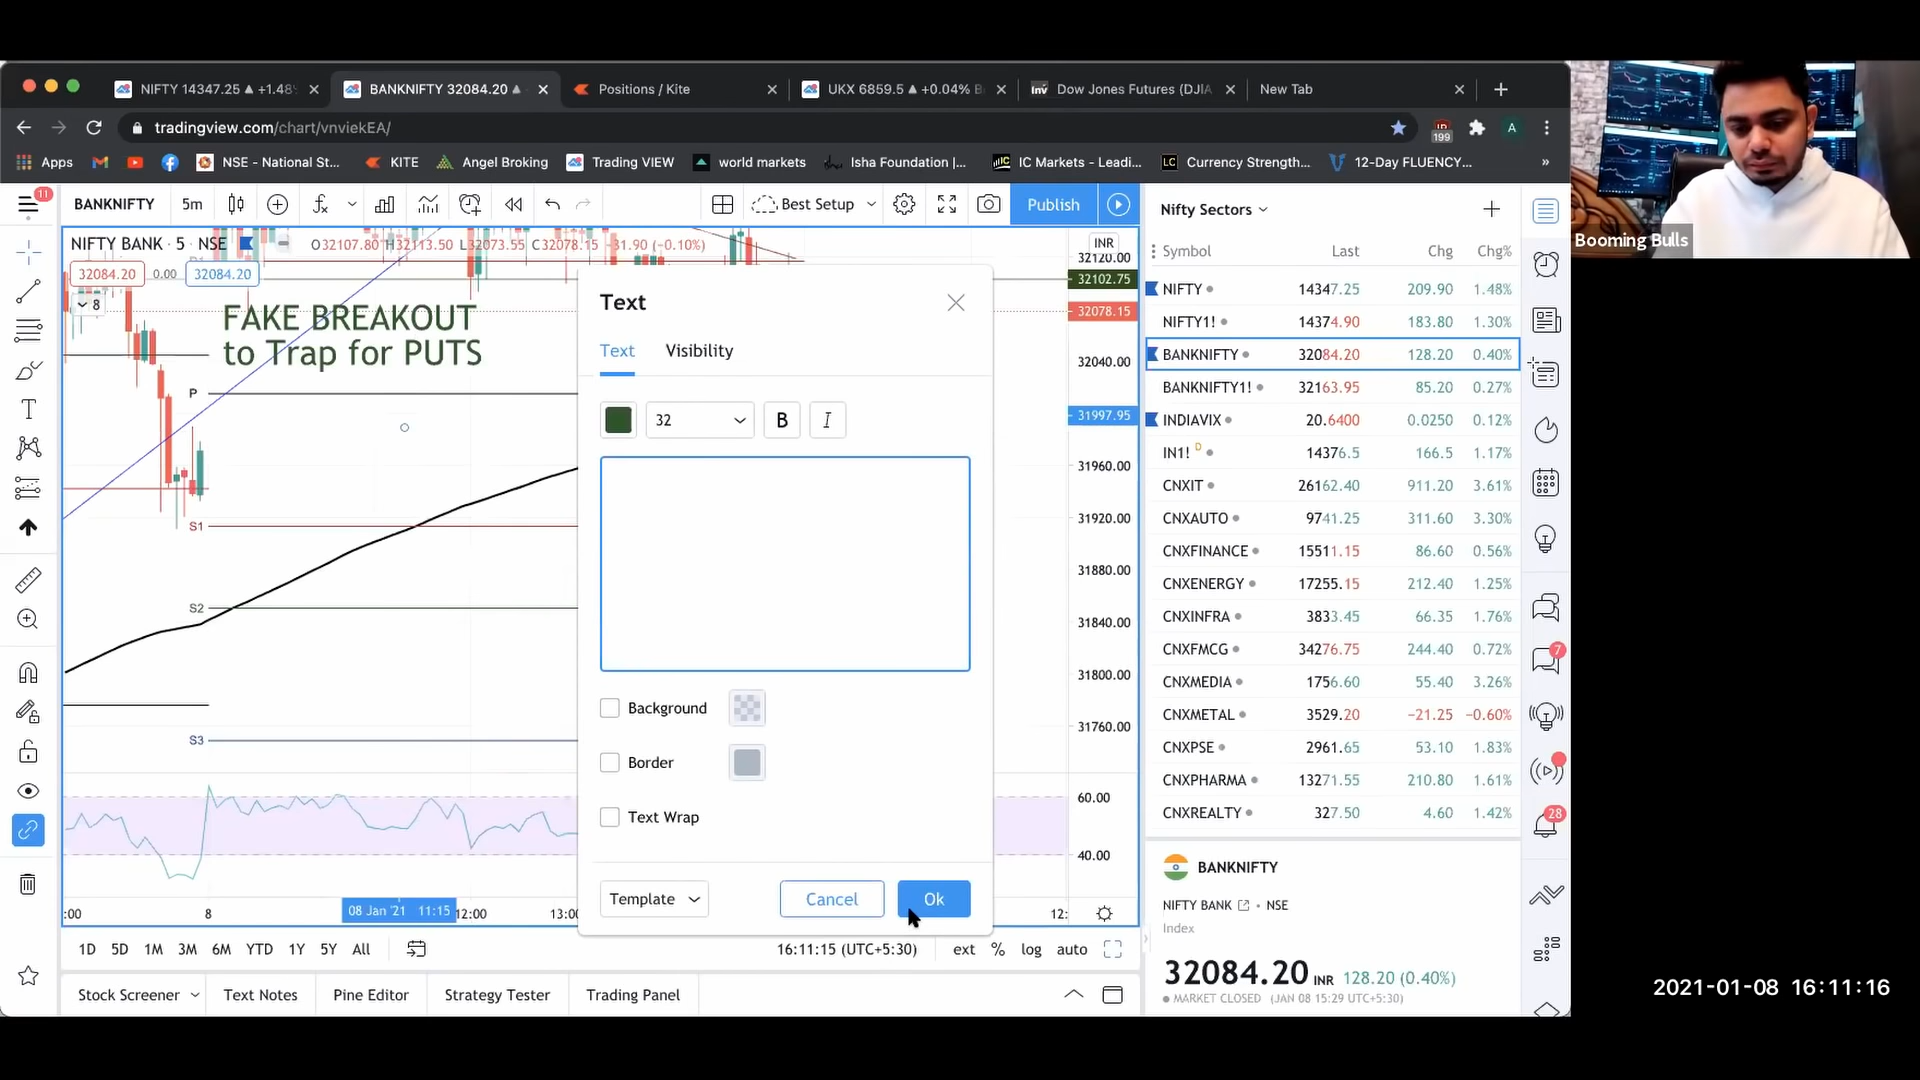 NIFTY 14347.25 ▲ +1.48%
BANKNIFTY 32084.20 ▲
Positions / Kite
UKX 6859.5 ▲ +0.04%
Dow Jones Futures (DJIA
New Tab
tradingview.com/chart/vnviekEA/
199
A
Apps
NSE - National St...
KITE
Angel Broking
Trading VIEW
world markets
Isha Foundation |...
IC Markets - Leadi...
Currency Strength...
12-Day FLUENCY...
»
11
BANKNIFTY
5m
Best Setup
Publish
Nifty Sectors
Booming Bulls
NIFTY BANK · 5 · NSE
O32107.80 H32113.50 L32073.55 C32078.15 -31.90 (-0.10%)
32084.20 0.00 32084.20
8
FAKE BREAKOUT
to Trap for PUTS
P
S1
S2
S3
INR
32120.00
32102.75
32078.15
32040.00
31997.95
31960.00
31920.00
31880.00
31840.00
31800.00
31760.00
60.00
40.00
:00
8
08 Jan '21 11:15
12:00
13:00
12:
Text
Text Visibility
32
B
I
Background
Border
Text Wrap
Template
Cancel
Ok
1D 5D 1M 3M 6M YTD 1Y 5Y All
16:11:15 (UTC+5:30)
ext % log auto
Stock Screener
Text Notes
Pine Editor
Strategy Tester
Trading Panel
Symbol Last Chg Chg%
NIFTY 14347.25 209.90 1.48%
NIFTY1! 14374.90 183.80 1.30%
BANKNIFTY 32084.20 128.20 0.40%
BANKNIFTY1! 32163.95 85.20 0.27%
INDIAVIX 20.6400 0.0250 0.12%
IN1! D 14376.5 166.5 1.17%
CNXIT 26162.40 911.20 3.61%
CNXAUTO 9741.25 311.60 3.30%
CNXFINANCE 15511.15 86.60 0.56%
CNXENERGY 17255.15 212.40 1.25%
CNXINFRA 3833.45 66.35 1.76%
CNXFMCG 34276.75 244.40 0.72%
CNXMEDIA 1756.60 55.40 3.26%
CNXMETAL 3529.20 −21.25 −0.60%
CNXPSE 2961.65 53.10 1.83%
CNXPHARMA 13271.55 210.80 1.61%
CNXREALTY 327.50 4.60 1.42%
7
28
BANKNIFTY
NIFTY BANK · NSE
Index
32084.20 INR 128.20 (0.40%)
MARKET CLOSED (JAN 08 15:29 UTC+5:30)
2021-01-08 16:11:16